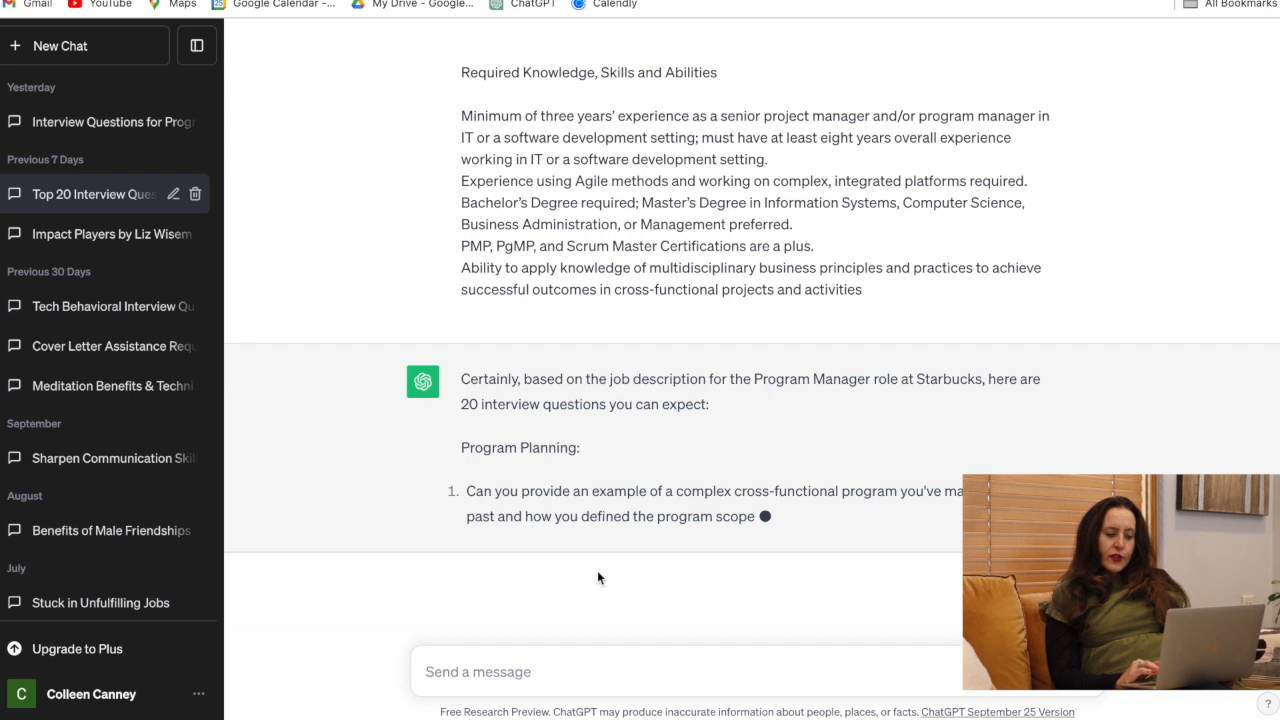 Gmail
YouTube
Maps
Google Calendar -...
My Drive - Google...
ChatGPT
Calendly
All Bookmarks
New Chat
Yesterday
Interview Questions for Progr
Previous 7 Days
Top 20 Interview Ques
Impact Players by Liz Wisem
Previous 30 Days
Tech Behavioral Interview Qu
Cover Letter Assistance Requ
Meditation Benefits & Techni
September
Sharpen Communication Skil
August
Benefits of Male Friendships
July
Stuck in Unfulfilling Jobs
Upgrade to Plus
C
Colleen Canney
Required Knowledge, Skills and Abilities
Minimum of three years’ experience as a senior project manager and/or program manager in
IT or a software development setting; must have at least eight years overall experience
working in IT or a software development setting.
Experience using Agile methods and working on complex, integrated platforms required.
Bachelor’s Degree required; Master’s Degree in Information Systems, Computer Science,
Business Administration, or Management preferred.
PMP, PgMP, and Scrum Master Certifications are a plus.
Ability to apply knowledge of multidisciplinary business principles and practices to achieve
successful outcomes in cross-functional projects and activities
Certainly, based on the job description for the Program Manager role at Starbucks, here are
20 interview questions you can expect:
Program Planning:
1. Can you provide an example of a complex cross-functional program you've ma
past and how you defined the program scope
Send a message
Free Research Preview. ChatGPT may produce inaccurate information about people, places, or facts. ChatGPT September 25 Version
?